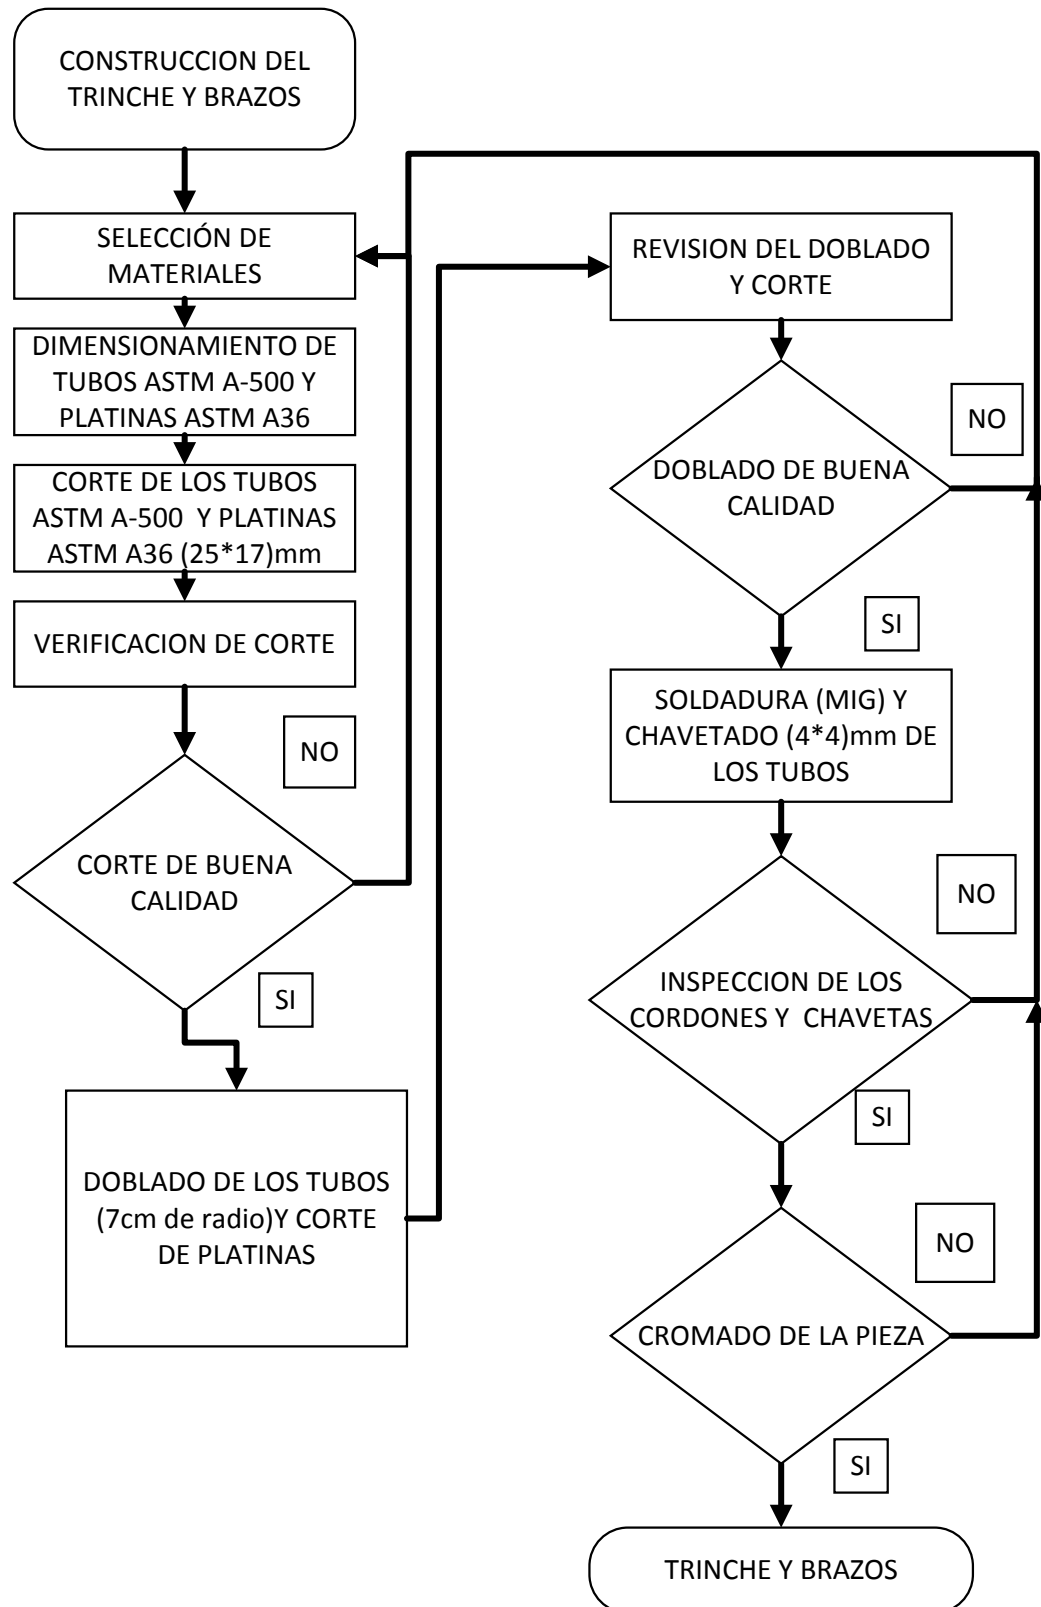 CONSTRUCCION DEL
TRINCHE Y BRAZOS
SELECCIÓN DE
MATERIALES
DIMENSIONAMIENTO DE
TUBOS ASTM A-500 Y
PLATINAS ASTM A36
CORTE DE LOS TUBOS
ASTM A-500 Y PLATINAS
ASTM A36 (25*17)mm
VERIFICACION DE CORTE
NO
CORTE DE BUENA
CALIDAD
SI
DOBLADO DE LOS TUBOS
(7cm de radio)Y CORTE
DE PLATINAS
REVISION DEL DOBLADO
Y CORTE
NO
DOBLADO DE BUENA
CALIDAD
SI
SOLDADURA (MIG) Y
CHAVETADO (4*4)mm DE
LOS TUBOS
NO
INSPECCION DE LOS
CORDONES Y CHAVETAS
SI
NO
CROMADO DE LA PIEZA
SI
TRINCHE Y BRAZOS